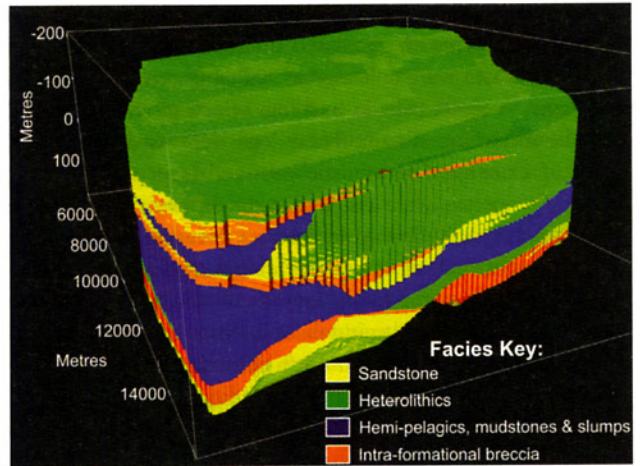 -200
-100
0
100
Metres
6000
8000
10000
12000
14000
Metres
Facies Key:
Sandstone
Heterolithics
Hemi-pelagics, mudstones & slumps
Intra-formational breccia